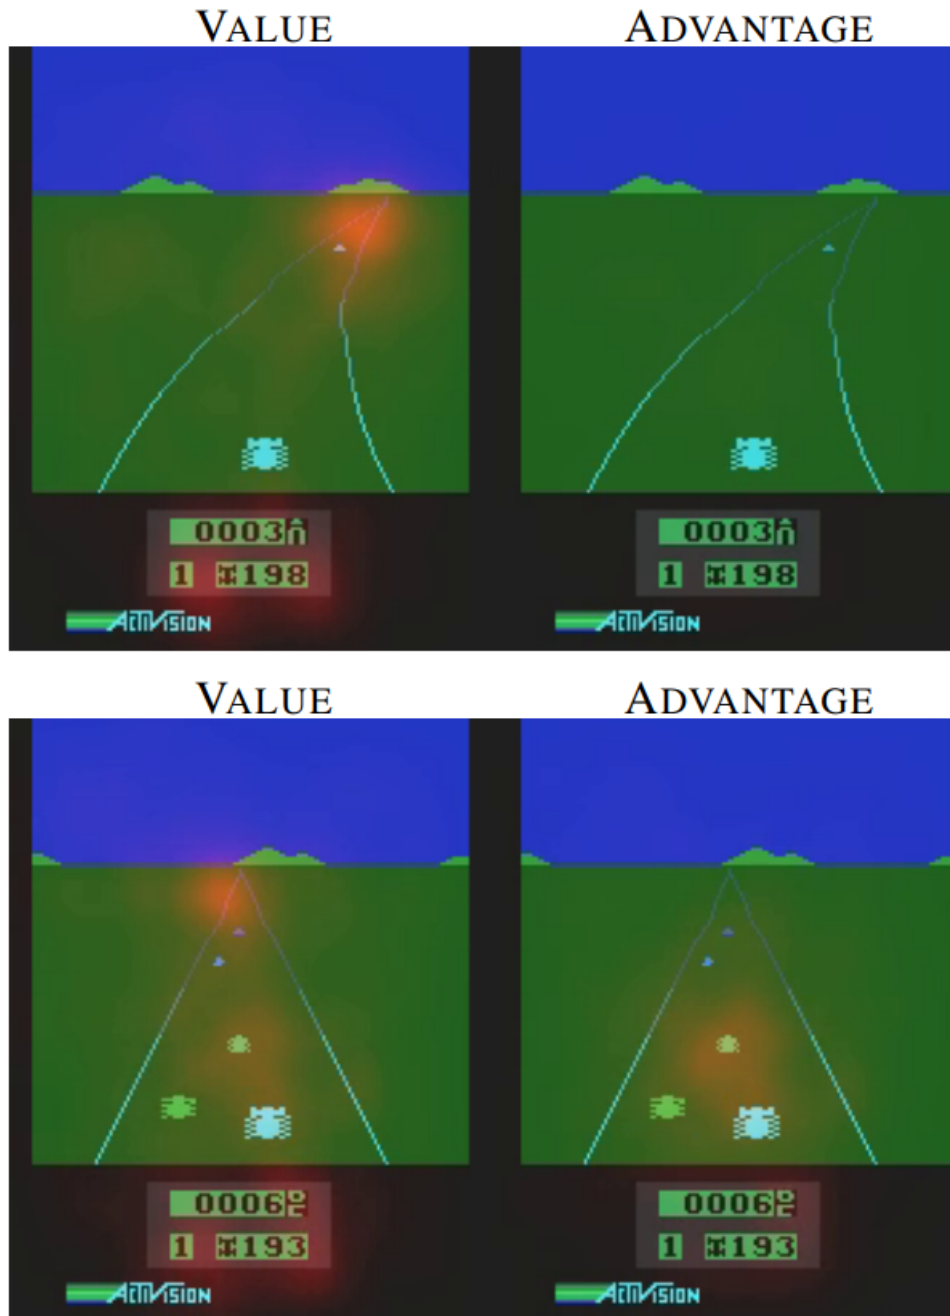 VALUE ADVANTAGE
0003 0003
1 198 1 198
ACTIVISION ACTIVISION
VALUE ADVANTAGE
0006 0006
1 193 1 193
ACTIVISION ACTIVISION